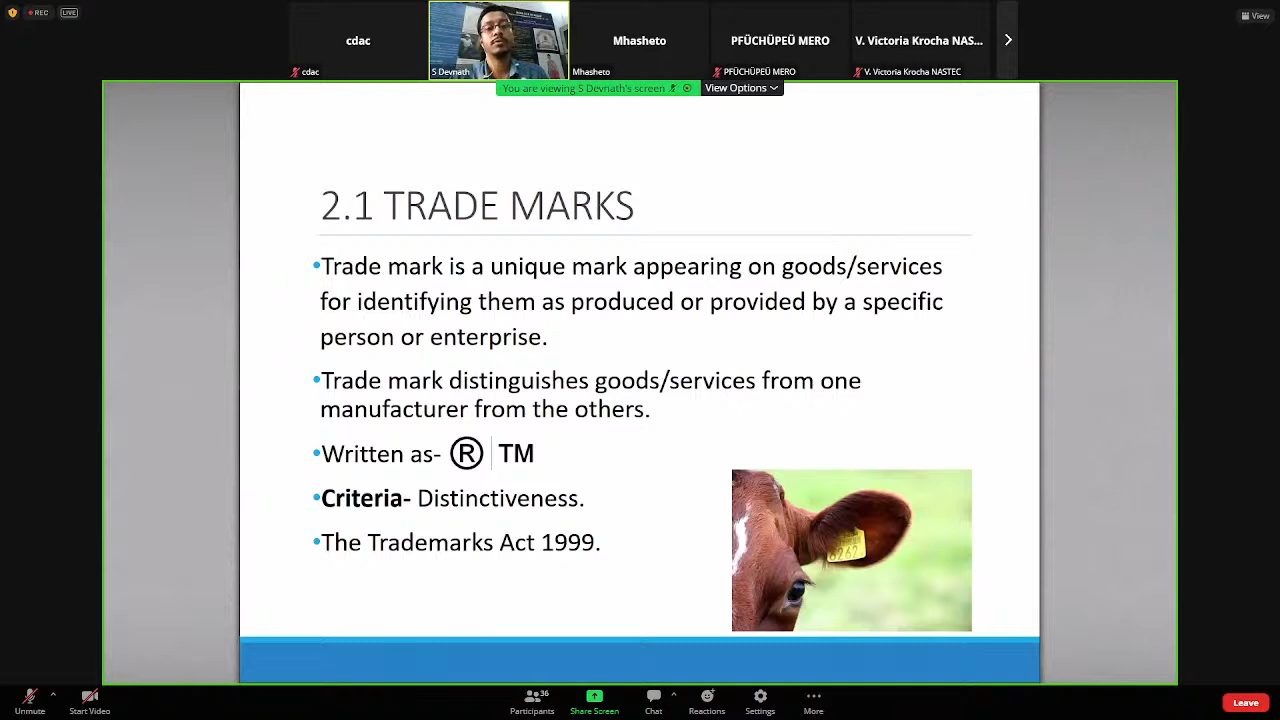 REC
LIVE
View
cdac
Mhasheto
PFÜCHÜPEÜ MERO
V. Victoria Krocha NAS...
cdac
S Devnath
Mhasheto
PFÜCHÜPEÜ MERO
V. Victoria Krocha NASTEC
You are viewing S Devnath's screen
View Options
2.1 TRADE MARKS
•Trade mark is a unique mark appearing on goods/services
for identifying them as produced or provided by a specific
person or enterprise.
•Trade mark distinguishes goods/services from one
manufacturer from the others.
•Written as- ® TM
•Criteria- Distinctiveness.
•The Trademarks Act 1999.
Unmute
Start Video
Participants
36
Share Screen
Chat
Reactions
Settings
More
Leave